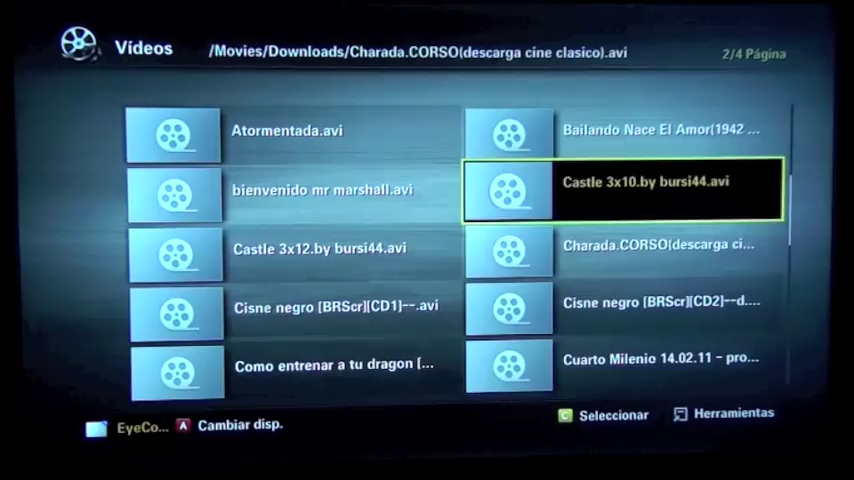 Vídeos /Movies/Downloads/Charada.CORSO(descarga cine clasico).avi 2/4 Página
Atormentada.avi
Bailando Nace El Amor(1942 ...
bienvenido mr marshall.avi
Castle 3x10.by bursi44.avi
Castle 3x12.by bursi44.avi
Charada.CORSO(descarga ci...
Cisne negro [BRScr][CD1]--.avi
Cisne negro [BRScr][CD2]--d....
Como entrenar a tu dragon [...
Cuarto Milenio 14.02.11 - pro...
EyeCo... A Cambiar disp. C Seleccionar Herramientas